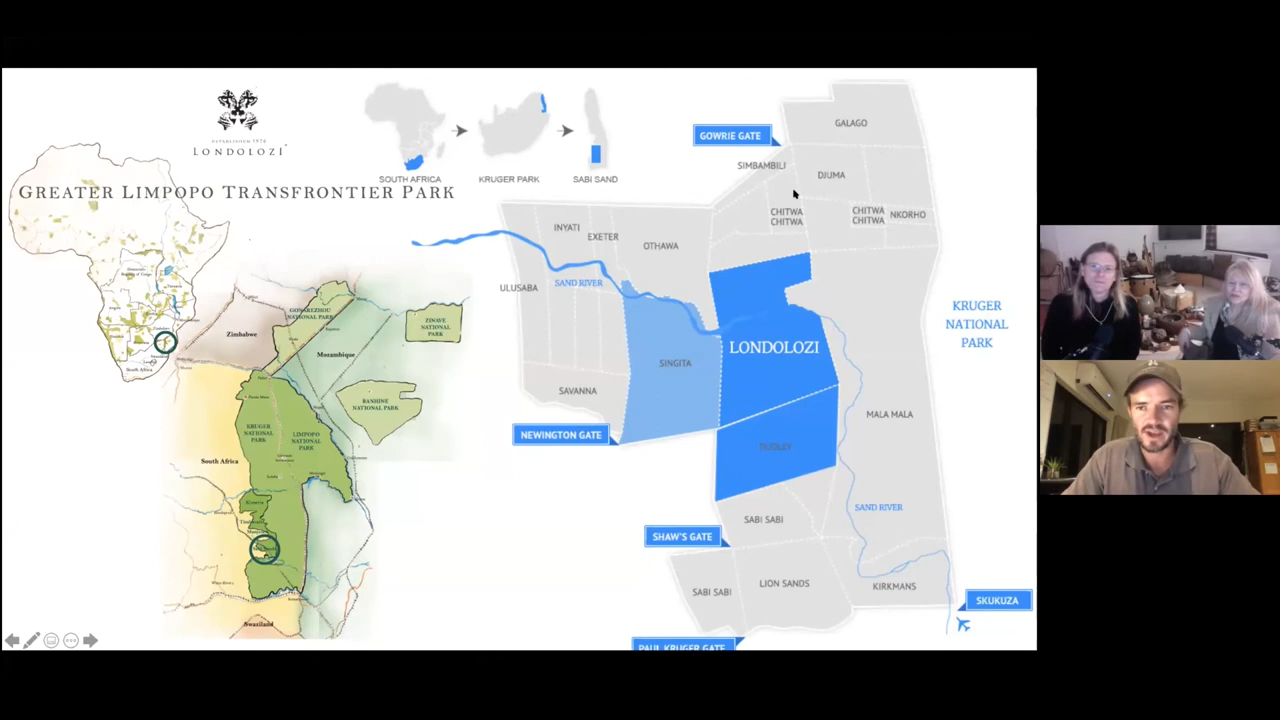 ESTABLISHED 1926
LONDOLOZI
GREATER LIMPOPO TRANSFRONTIER PARK
SOUTH AFRICA
KRUGER PARK
SABI SAND
Zimbabwe
GONAREZHOU
NATIONAL PARK
Mozambique
ZINAVE
NATIONAL
PARK
BANHINE
NATIONAL PARK
KRUGER
NATIONAL
PARK
LIMPOPO
NATIONAL
PARK
South Africa
Swaziland
GOWRIE GATE
GALAGO
SIMBAMBILI
DJUMA
CHITWA
CHITWA
CHITWA
CHITWA
NKORHO
INYATI
EXETER
OTHAWA
ULUSABA
SAND RIVER
SINGITA
LONDOLOZI
KRUGER
NATIONAL
PARK
SAVANNA
MALA MALA
NEWINGTON GATE
DUDLEY
SAND RIVER
SABI SABI
SHAW'S GATE
SABI SABI
LION SANDS
KIRKMANS
SKUKUZA
PAUL KRUGER GATE